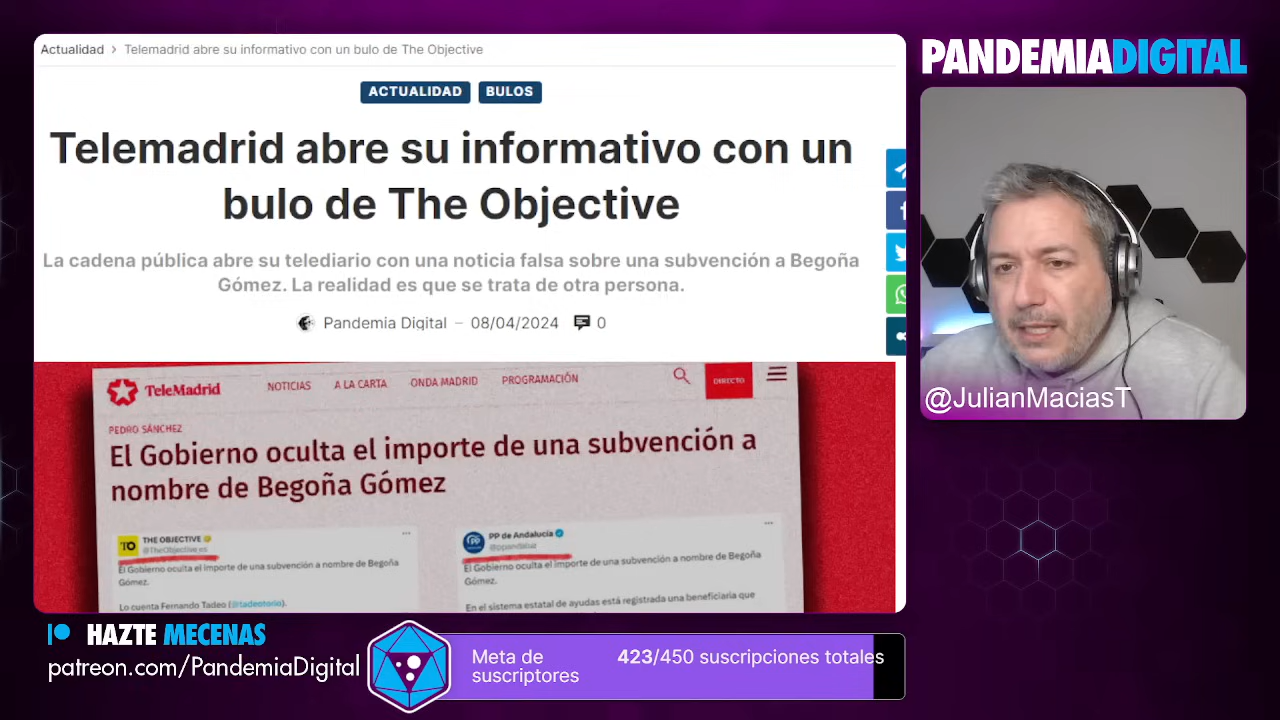 Actualidad > Telemadrid abre su informativo con un bulo de The Objective
ACTUALIDAD BULOS
Telemadrid abre su informativo con un
bulo de The Objective
La cadena pública abre su telediario con una noticia falsa sobre una subvención a Begoña
Gómez. La realidad es que se trata de otra persona.
Pandemia Digital – 08/04/2024 0
TeleMadrid NOTICIAS A LA CARTA ONDA MADRID PROGRAMACIÓN DIRECTO
PEDRO SÁNCHEZ
El Gobierno oculta el importe de una subvención a
nombre de Begoña Gómez
TO THE OBJECTIVE
@TheObjective_es
El Gobierno oculta el importe de una subvención a nombre de Begoña
Gómez.
Lo cuenta Fernando Tadeo (@tadeotorio).
PP PP de Andalucía
@ppandaluz
El Gobierno oculta el importe de una subvención a nombre de Begoña
Gómez.
En el sistema estatal de ayudas está registrada una beneficiaria que
PANDEMIADIGITAL
@JulianMaciasT
HAZTE MECENAS
patreon.com/PandemiaDigital
Meta de
suscriptores
423/450 suscripciones totales